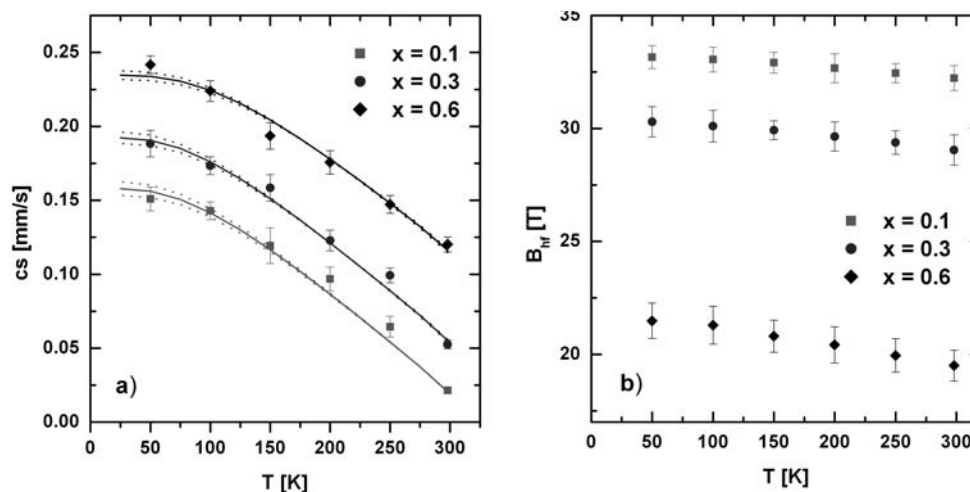 0.25
0.20
0.15
0.10
0.05
0.00
cs [mm/s]
x = 0.1
x = 0.3
x = 0.6
a)
0 50 100 150 200 250 300
T [K]
35
30
25
20
B_hf [T]
x = 0.1
x = 0.3
x = 0.6
b)
0 50 100 150 200 250 300
T [K]